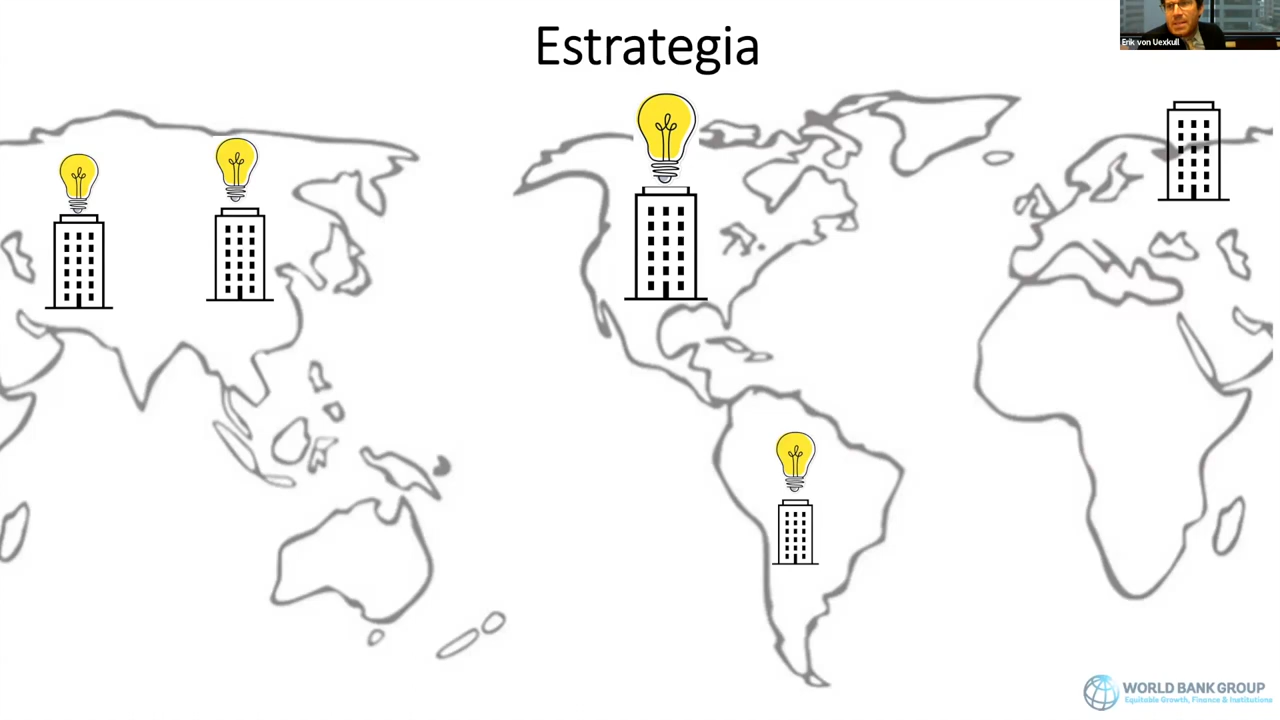 Estrategia
Erik von Uexkull
WORLD BANK GROUP
Equitable Growth, Finance & Institutions